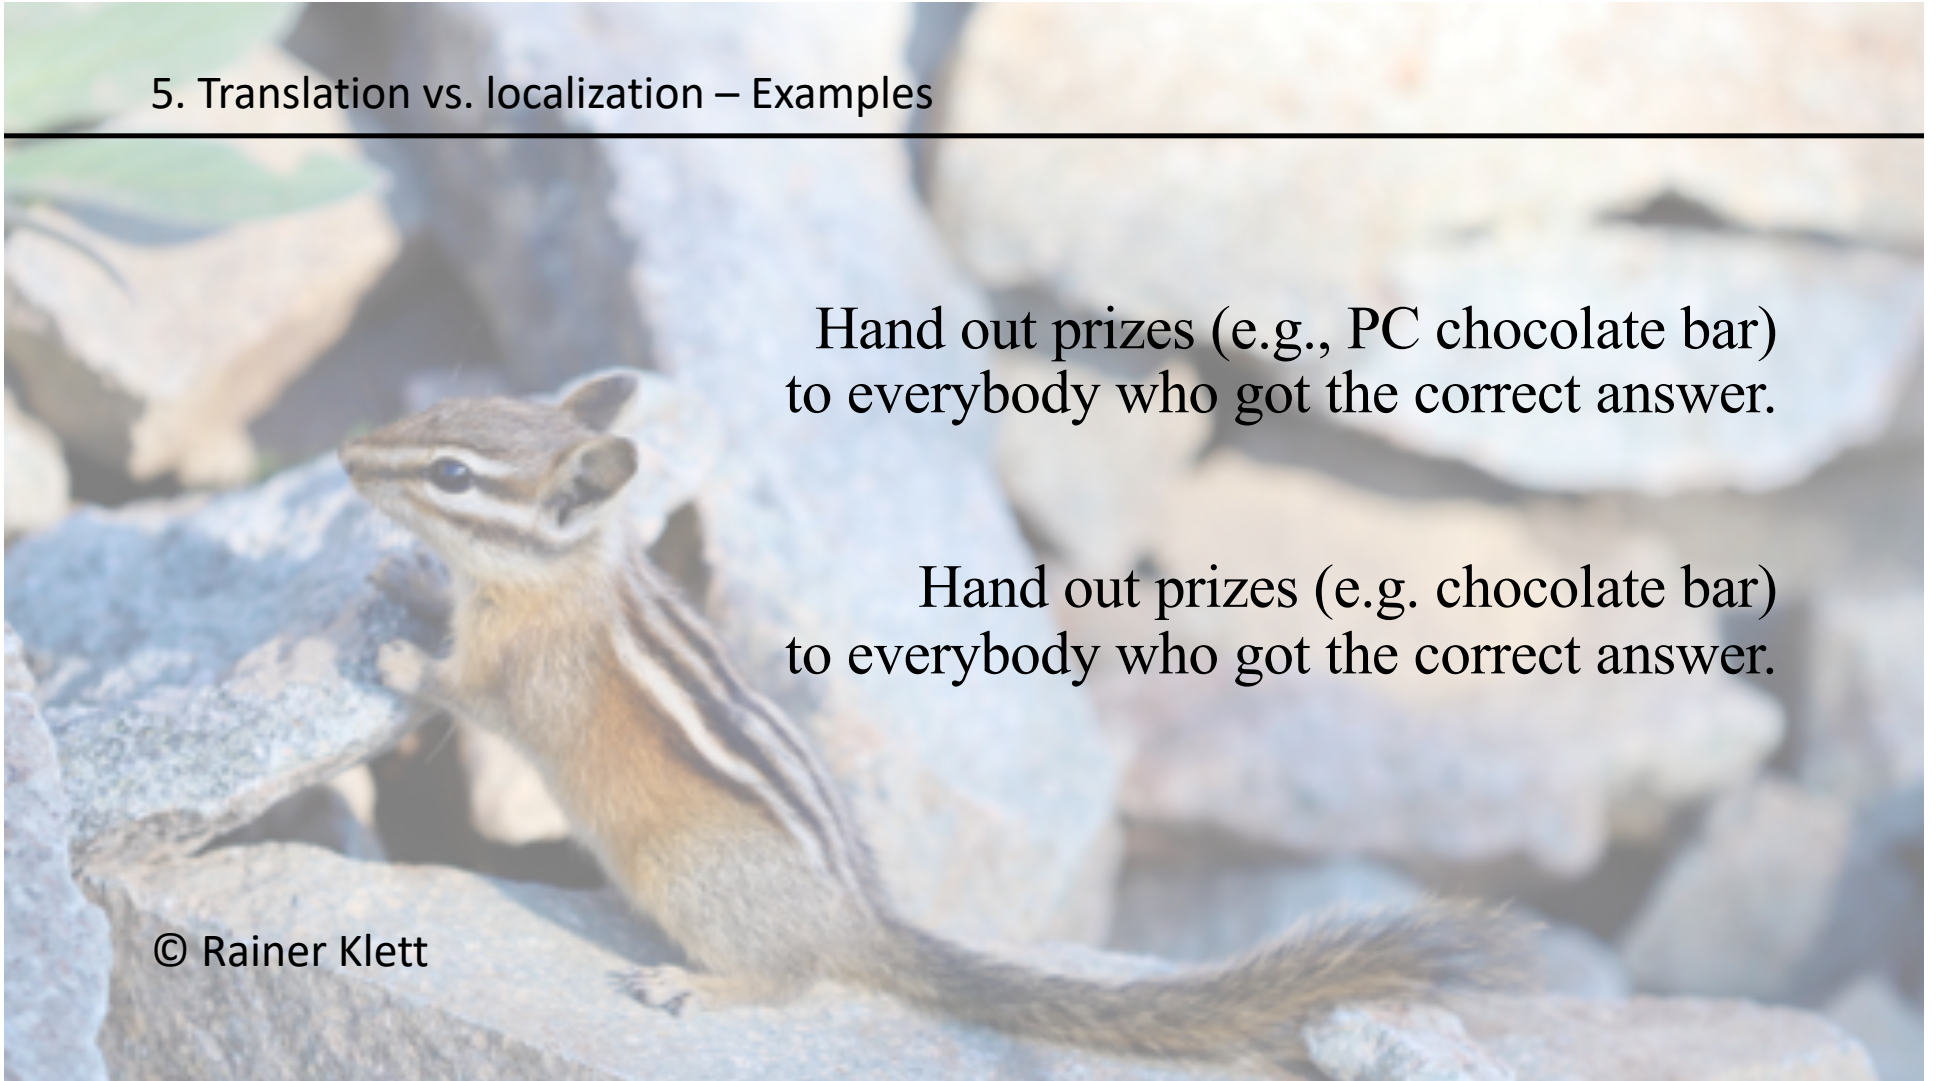 5. Translation vs. localization – Examples
Hand out prizes (e.g., PC chocolate bar)
to everybody who got the correct answer.
Hand out prizes (e.g. chocolate bar)
to everybody who got the correct answer.
© Rainer Klett